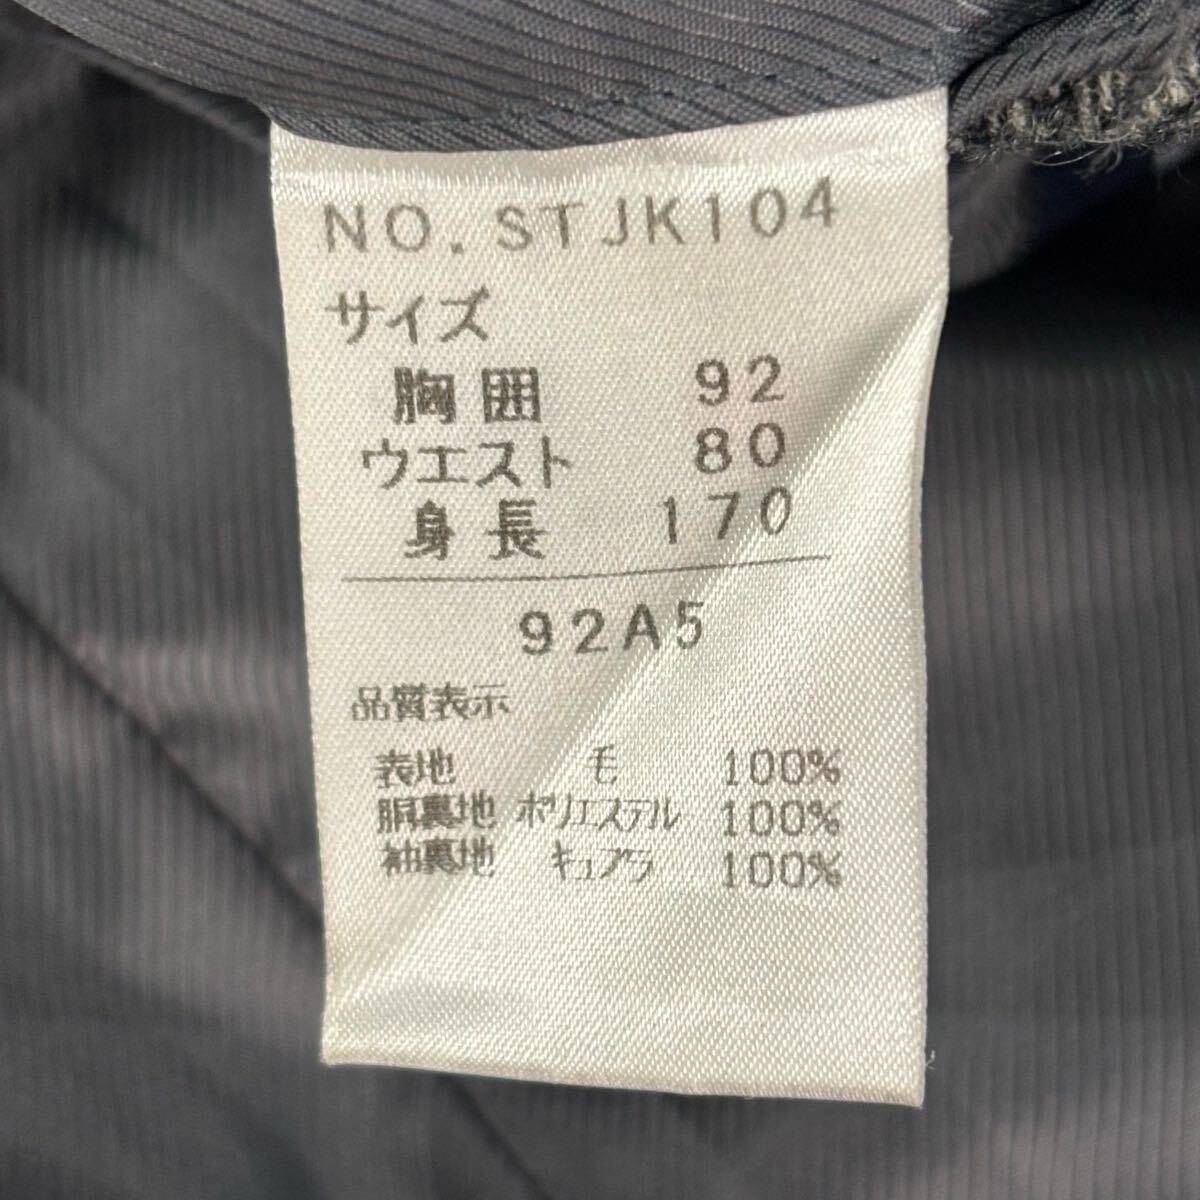 NO.STJK104
サイズ
胸囲 92
ウエスト 80
身長 170
92A5
品質表示
表地 毛 100%
胴裏地 ポリエステル 100%
袖裏地 キュプラ 100%